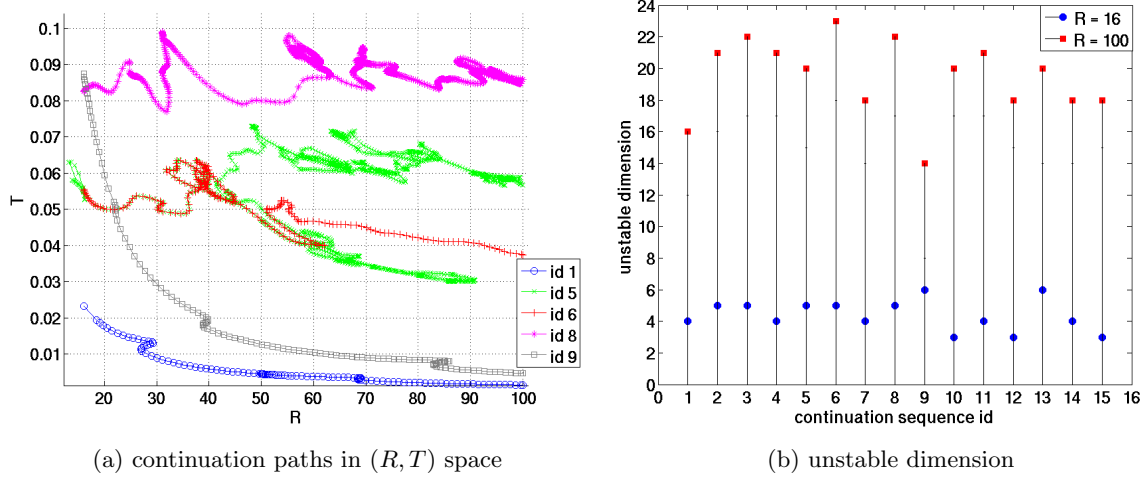 0.1
0.09
0.08
0.07
0.06
0.05
0.04
0.03
0.02
0.01
T
20 30 40 50 60 70 80 90 100
R
id 1
id 5
id 6
id 8
id 9
(a) continuation paths in (R, T) space
24
22
20
18
16
14
12
10
8
6
4
2
0
unstable dimension
0 1 2 3 4 5 6 7 8 9 10 11 12 13 14 15 16
continuation sequence id
R = 16
R = 100
(b) unstable dimension